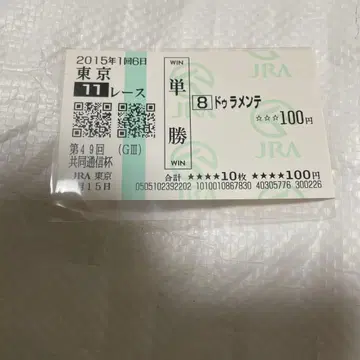 2015年1回6日
東京
11レース
第49回 (GⅢ)
共同通信杯
JRA 東京
月15日
WIN
単勝
WIN
8 ドゥラメンテ
☆☆☆100円
JRA
JRA
0505102392202 1010010867830 40305776 300226
合計 ★★★★10枚 ★★★★100円